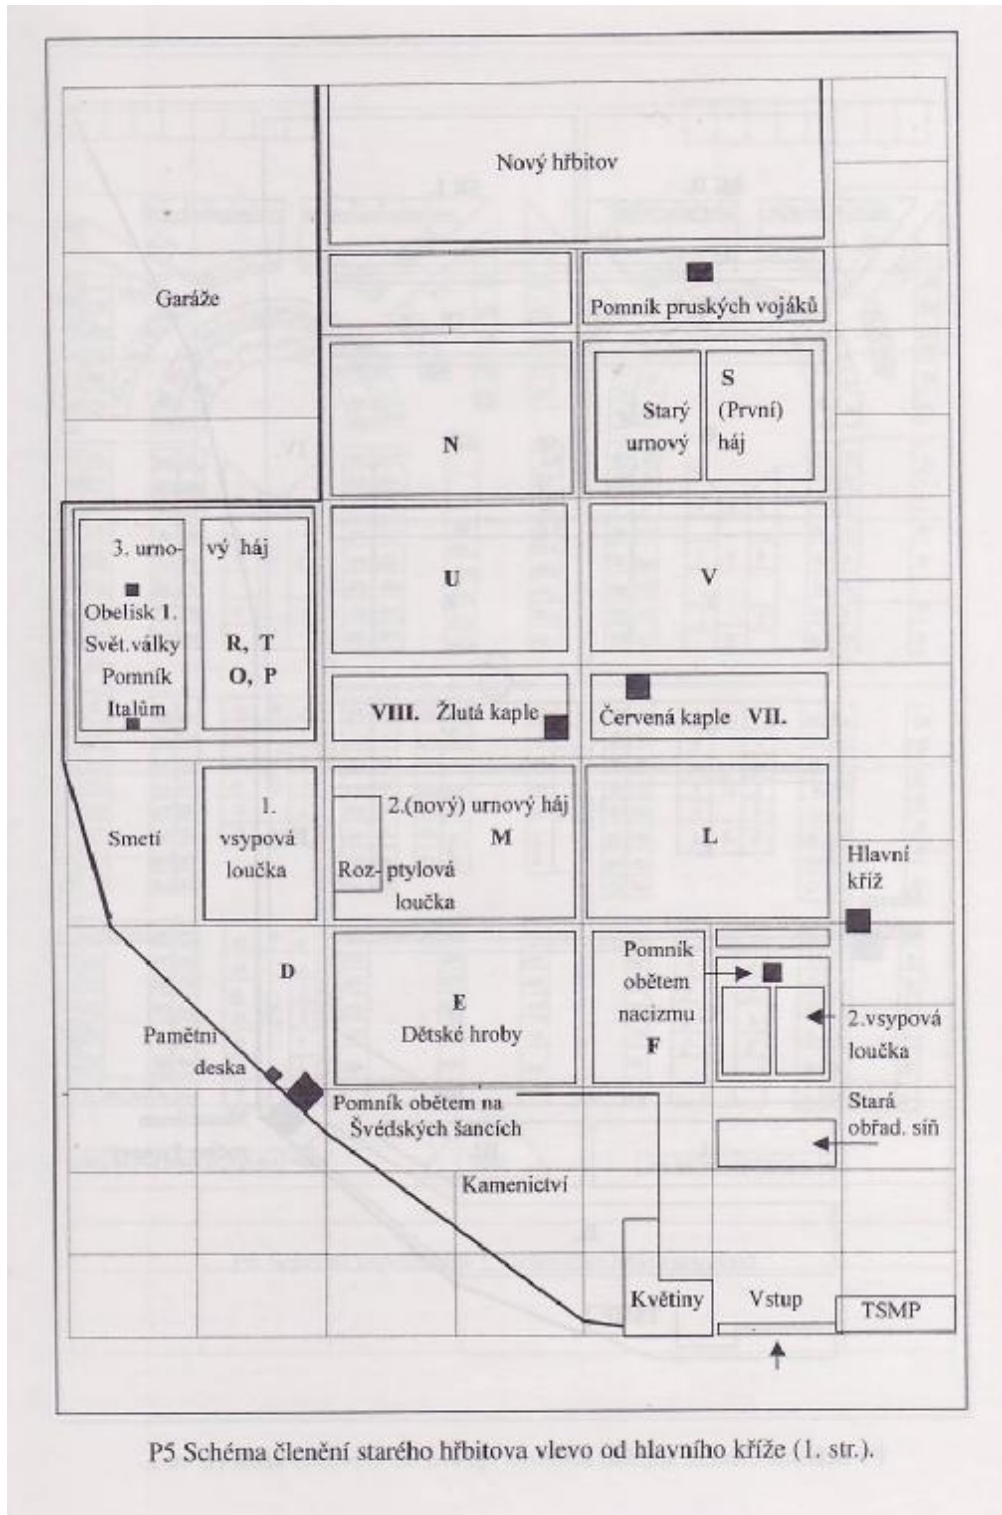 Nový hřbitov
Garáže
Pomník pruských vojáků
N
Starý
urnový
S
(První)
háj
3. urno- vý háj
Obelisk 1.
Svět.války
Pomník
Italům
R, T
O, P
U
V
VIII. Žlutá kaple
Červená kaple VII.
Smetí
1.
vsypová
loučka
2.(nový) urnový háj
M
Roz- ptylová
loučka
L
Hlavní
kříž
D
E
Dětské hroby
Pomník
obětem
nacizmu
F
2.vsypová
loučka
Pamětni
deska
Pomník obětem na
Švédských šancích
Stará
obřad. síň
Kamenictví
Květiny
Vstup
TSMP
P5 Schéma členění starého hřbitova vlevo od hlavního kříže (1. str.).